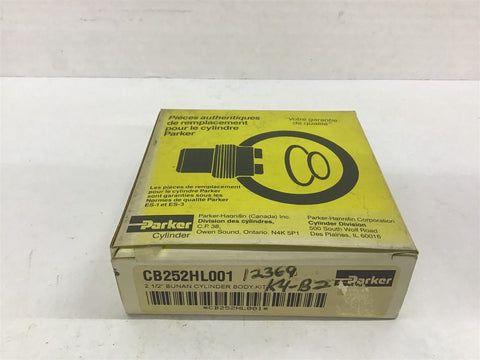 Pièces authentiques
de remplacement
pour le cylindre
Parker
"Votre garantie
de qualité"
Les pièces de remplacement
pour le cylindre Parker
sont garanties sous les
Normes de qualité Parker
ES-1 et ES-3
Parker
Cylinder
Parker-Hannifin (Canada) Inc.
Division des cylindres,
C.P. 38,
Owen Sound, Ontario. N4K 5P1
Parker-Hannifin Corporation
Cylinder Division
500 South Wolf Road
Des Plaines, IL 60016
CB252HL001
12369
K4-B2
Parker
2 1/2" BUNAN CYLINDER BODY KIT
*CB252HL001*